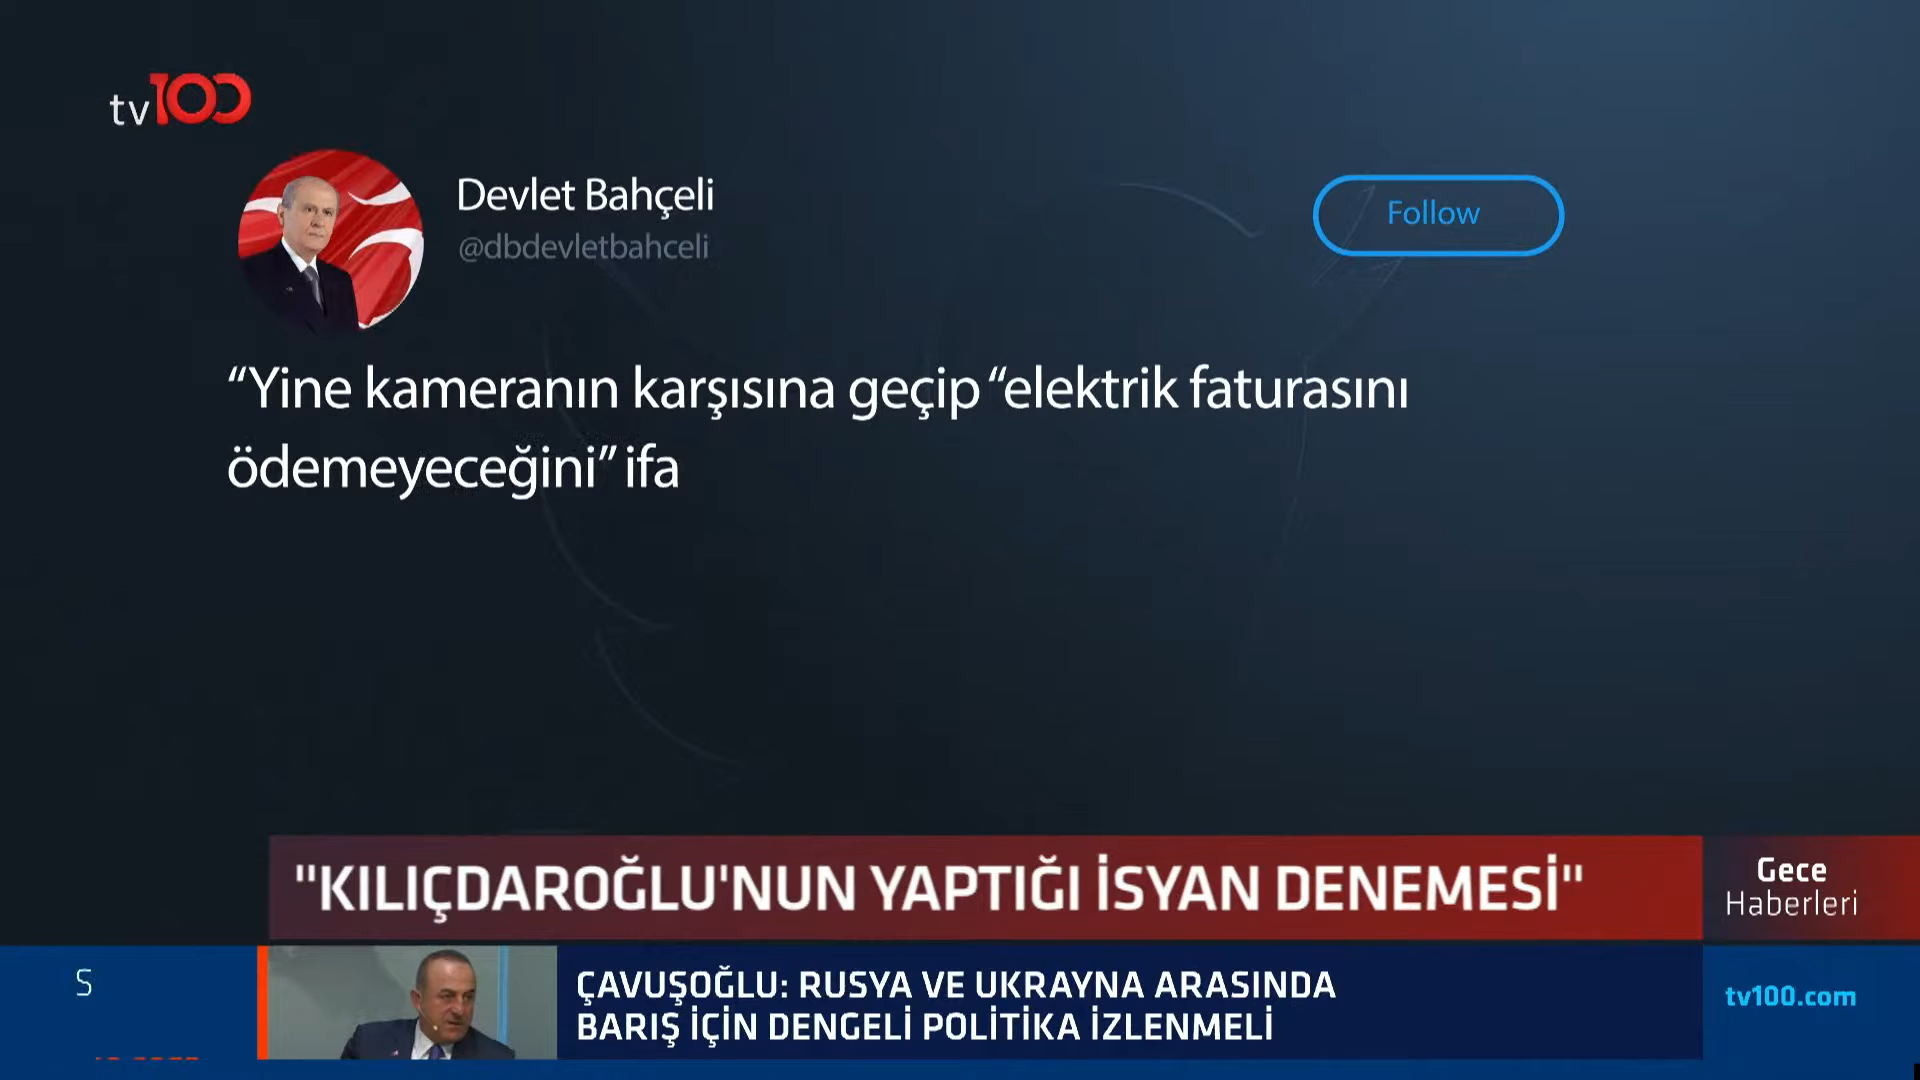 tv100
Devlet Bahçeli
@dbdevletbahceli
Follow
“Yine kameranın karşısına geçip “elektrik faturasını
ödemeyeceğini” ifa
"KILIÇDAROĞLU'NUN YAPTIĞI İSYAN DENEMESİ"
Gece
Haberleri
S
ÇAVUŞOĞLU: RUSYA VE UKRAYNA ARASINDA
BARIŞ İÇİN DENGELİ POLİTİKA İZLENMELİ
tv100.com